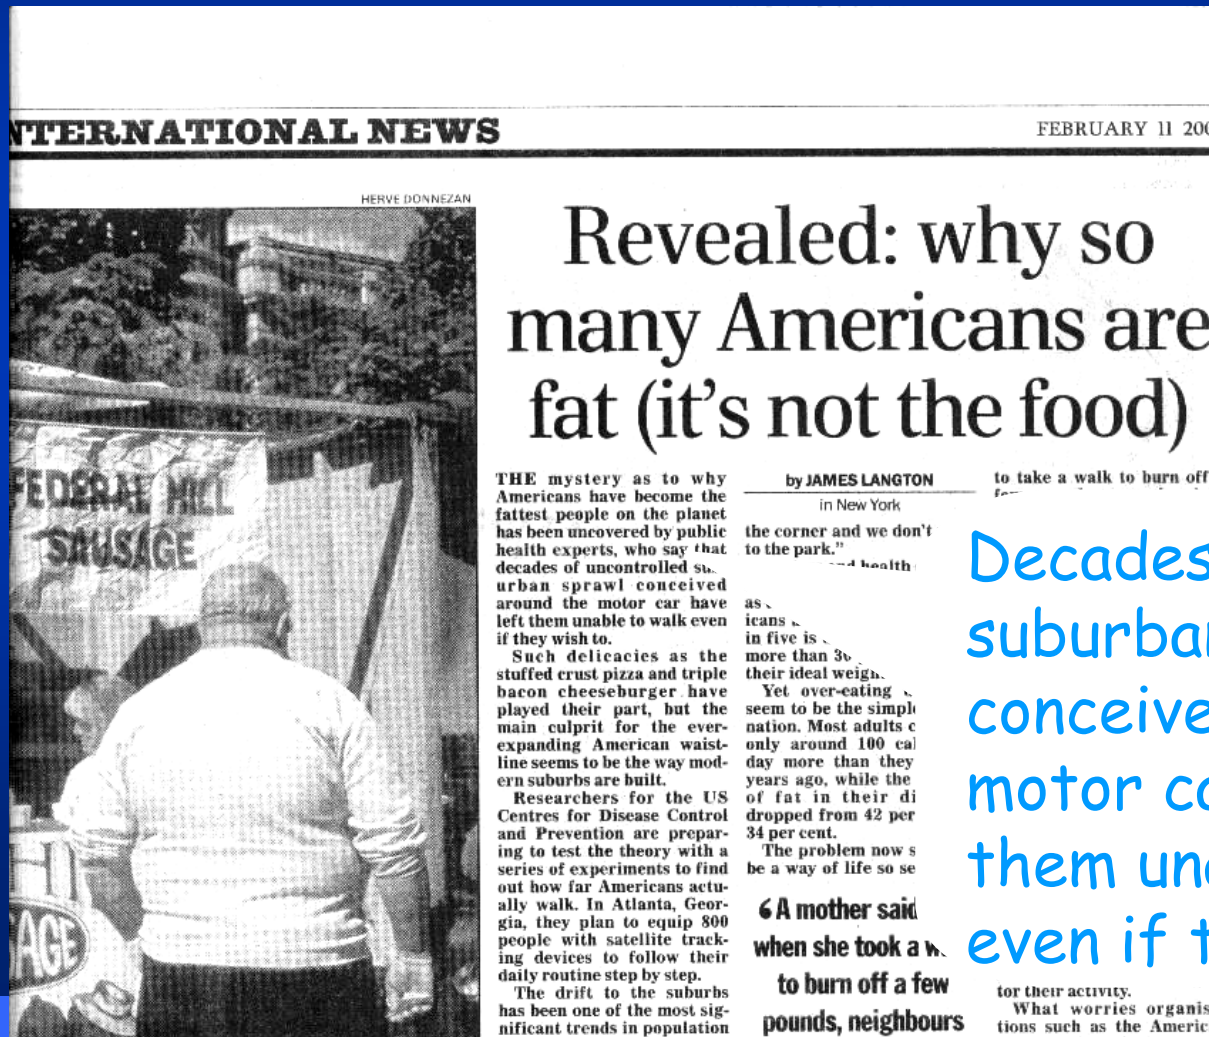 INTERNATIONAL NEWS
FEBRUARY 11
HERVE DONNEZAN
Revealed: why so
many Americans are
fat (it's not the food)
FEDERAL HILL
SAUSAGE
THE mystery as to why
Americans have become the
fattest people on the planet
has been uncovered by public
health experts, who say that
decades of uncontrolled
urban sprawl conceived
around the motor car have
left them unable to walk even
if they wish to.
Such delicacies as the
stuffed crust pizza and triple
bacon cheeseburger have
played their part, but the
main culprit for the ever-
expanding American waist-
line seems to be the way mod-
ern suburbs are built.
Researchers for the US
Centres for Disease Control
and Prevention are prepar-
ing to test the theory with a
series of experiments to find
out how far Americans actu-
ally walk. In Atlanta, Geor-
gia, they plan to equip 800
people with satellite track-
ing devices to follow their
daily routine step by step.
The drift to the suburbs
has been one of the most sig-
nificant trends in population
by JAMES LANGTON
in New York
the corner and we don't
to the park."
health
as
icans
in five is
more than
their ideal
Yet over-eating
seem to be the
nation. Most adults
only around 100
day more than they
years ago, while the
of fat in their
dropped from 42 per
34 per cent.
The problem now
be a way of life so
‘A mother said
when she took a
to burn off a few
pounds, neighbours
to take a walk to burn off
Decades
conceive
motor
them
even if
tor their activity.
What worries
tions such as the